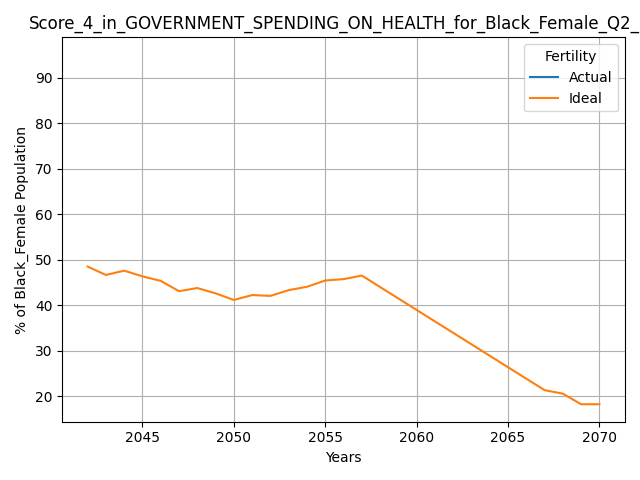 Score_4_in_GOVERNMENT_SPENDING_ON_HEALTH_for_Black_Female_Q2_
Fertility
Actual
Ideal
90
80
70
60
50
40
30
20
% of Black_Female Population
2045
2050
2055
2060
2065
2070
Years